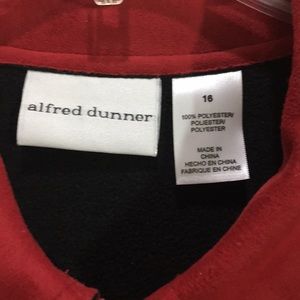 alfred dunner
16
100% POLYESTER/
POLIESTER/
POLYESTER
MADE IN
CHINA
HECHO EN CHINA
FABRIQUE EN CHINE